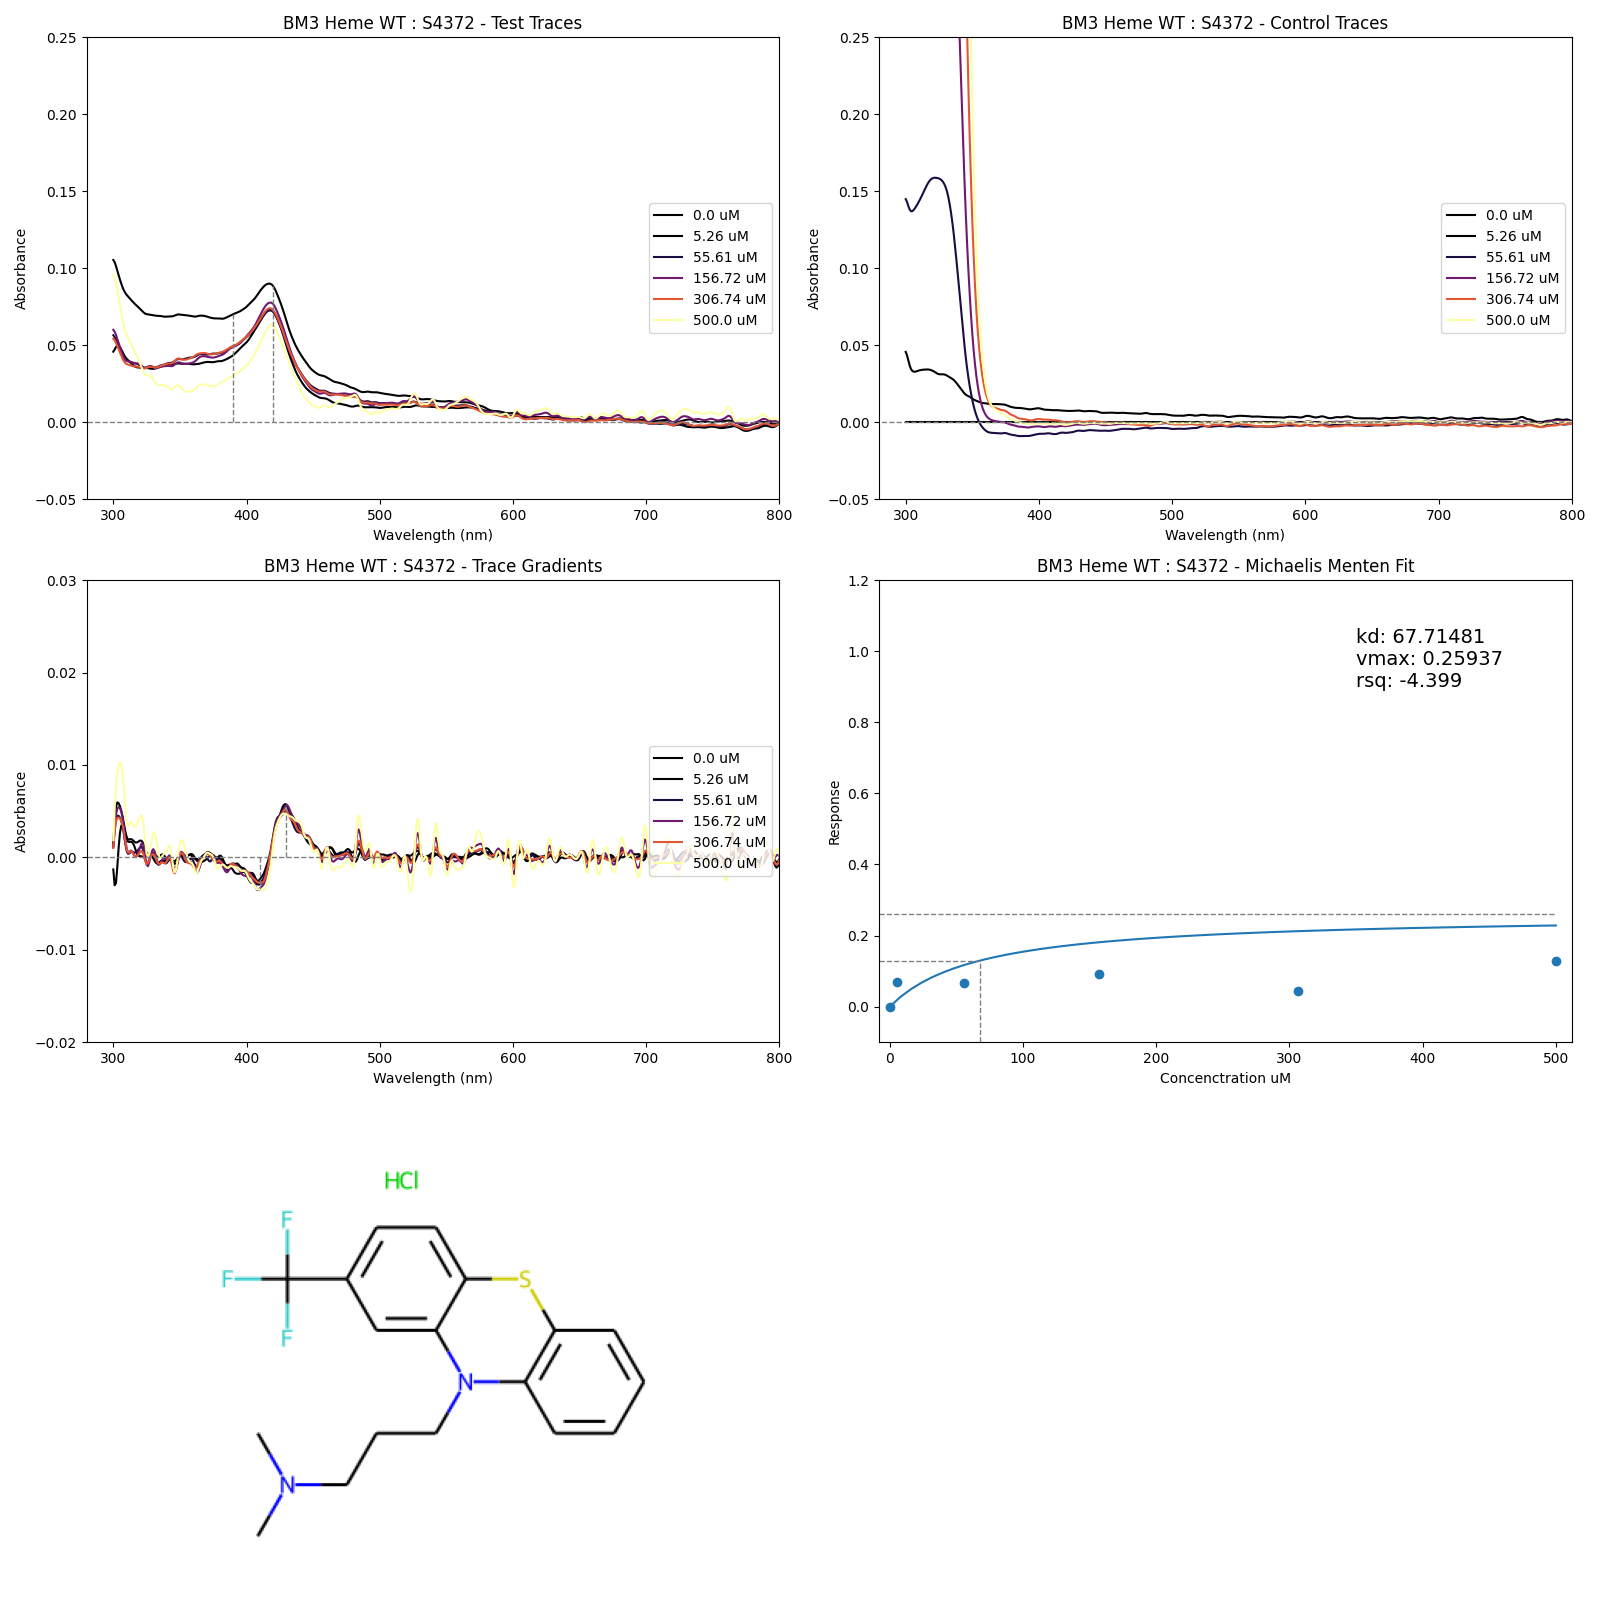 BM3 Heme WT : S4372 - Test Traces
0.25
0.20
0.15
0.10
0.05
0.00
−0.05
Absorbance
300 400 500 600 700 800
Wavelength (nm)
0.0 uM
5.26 uM
55.61 uM
156.72 uM
306.74 uM
500.0 uM
BM3 Heme WT : S4372 - Control Traces
0.25
0.20
0.15
0.10
0.05
0.00
−0.05
Absorbance
300 400 500 600 700 800
Wavelength (nm)
0.0 uM
5.26 uM
55.61 uM
156.72 uM
306.74 uM
500.0 uM
BM3 Heme WT : S4372 - Trace Gradients
0.03
0.02
0.01
0.00
−0.01
−0.02
Absorbance
300 400 500 600 700 800
Wavelength (nm)
0.0 uM
5.26 uM
55.61 uM
156.72 uM
306.74 uM
500.0 uM
BM3 Heme WT : S4372 - Michaelis Menten Fit
1.2
1.0
0.8
0.6
0.4
0.2
0.0
Response
kd: 67.71481
vmax: 0.25937
rsq: -4.399
0 100 200 300 400 500
Concenctration uM
HCl
F
F
F
S
N
N